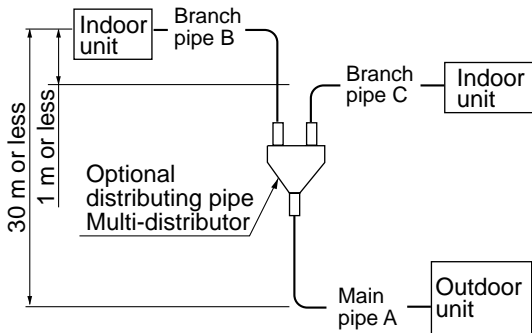 Indoor
unit
Branch
pipe B
Branch
pipe C
Indoor
unit
30 m or less
1 m or less
Optional
distributing pipe
Multi-distributor
Main
pipe A
Outdoor
unit